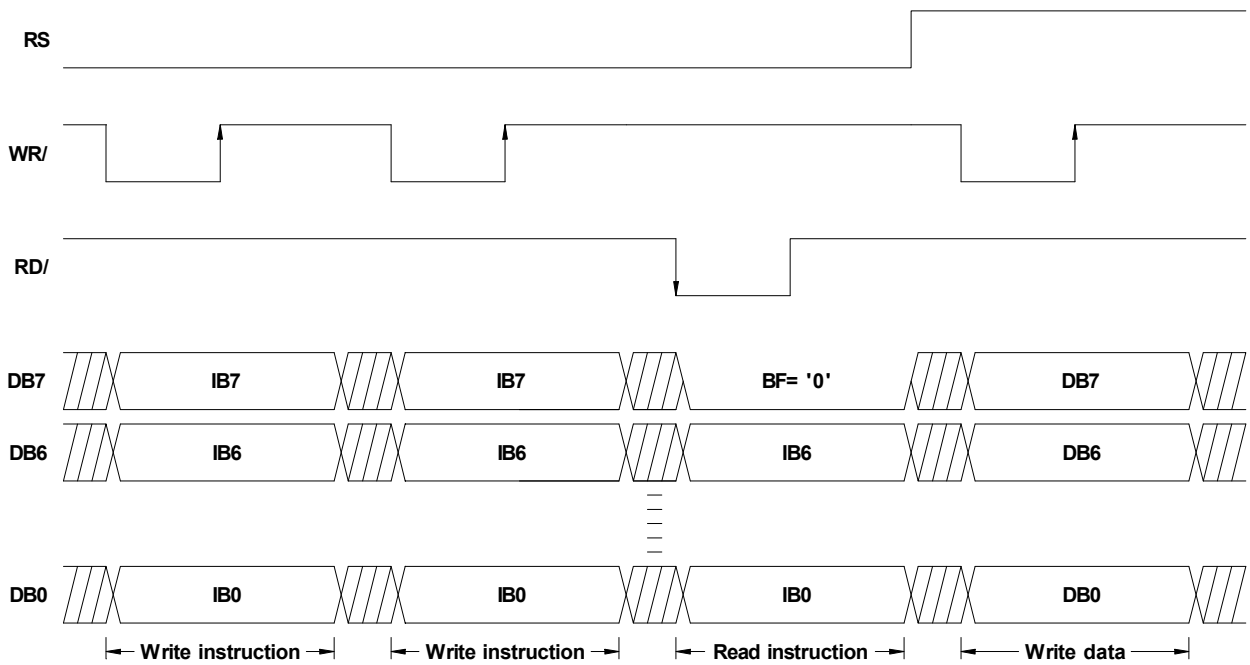 RS
WR/
RD/
DB7 IB7 IB7 BF= '0' DB7
DB6 IB6 IB6 IB6 DB6
DB0 IB0 IB0 IB0 DB0
Write instruction Write instruction Read instruction Write data